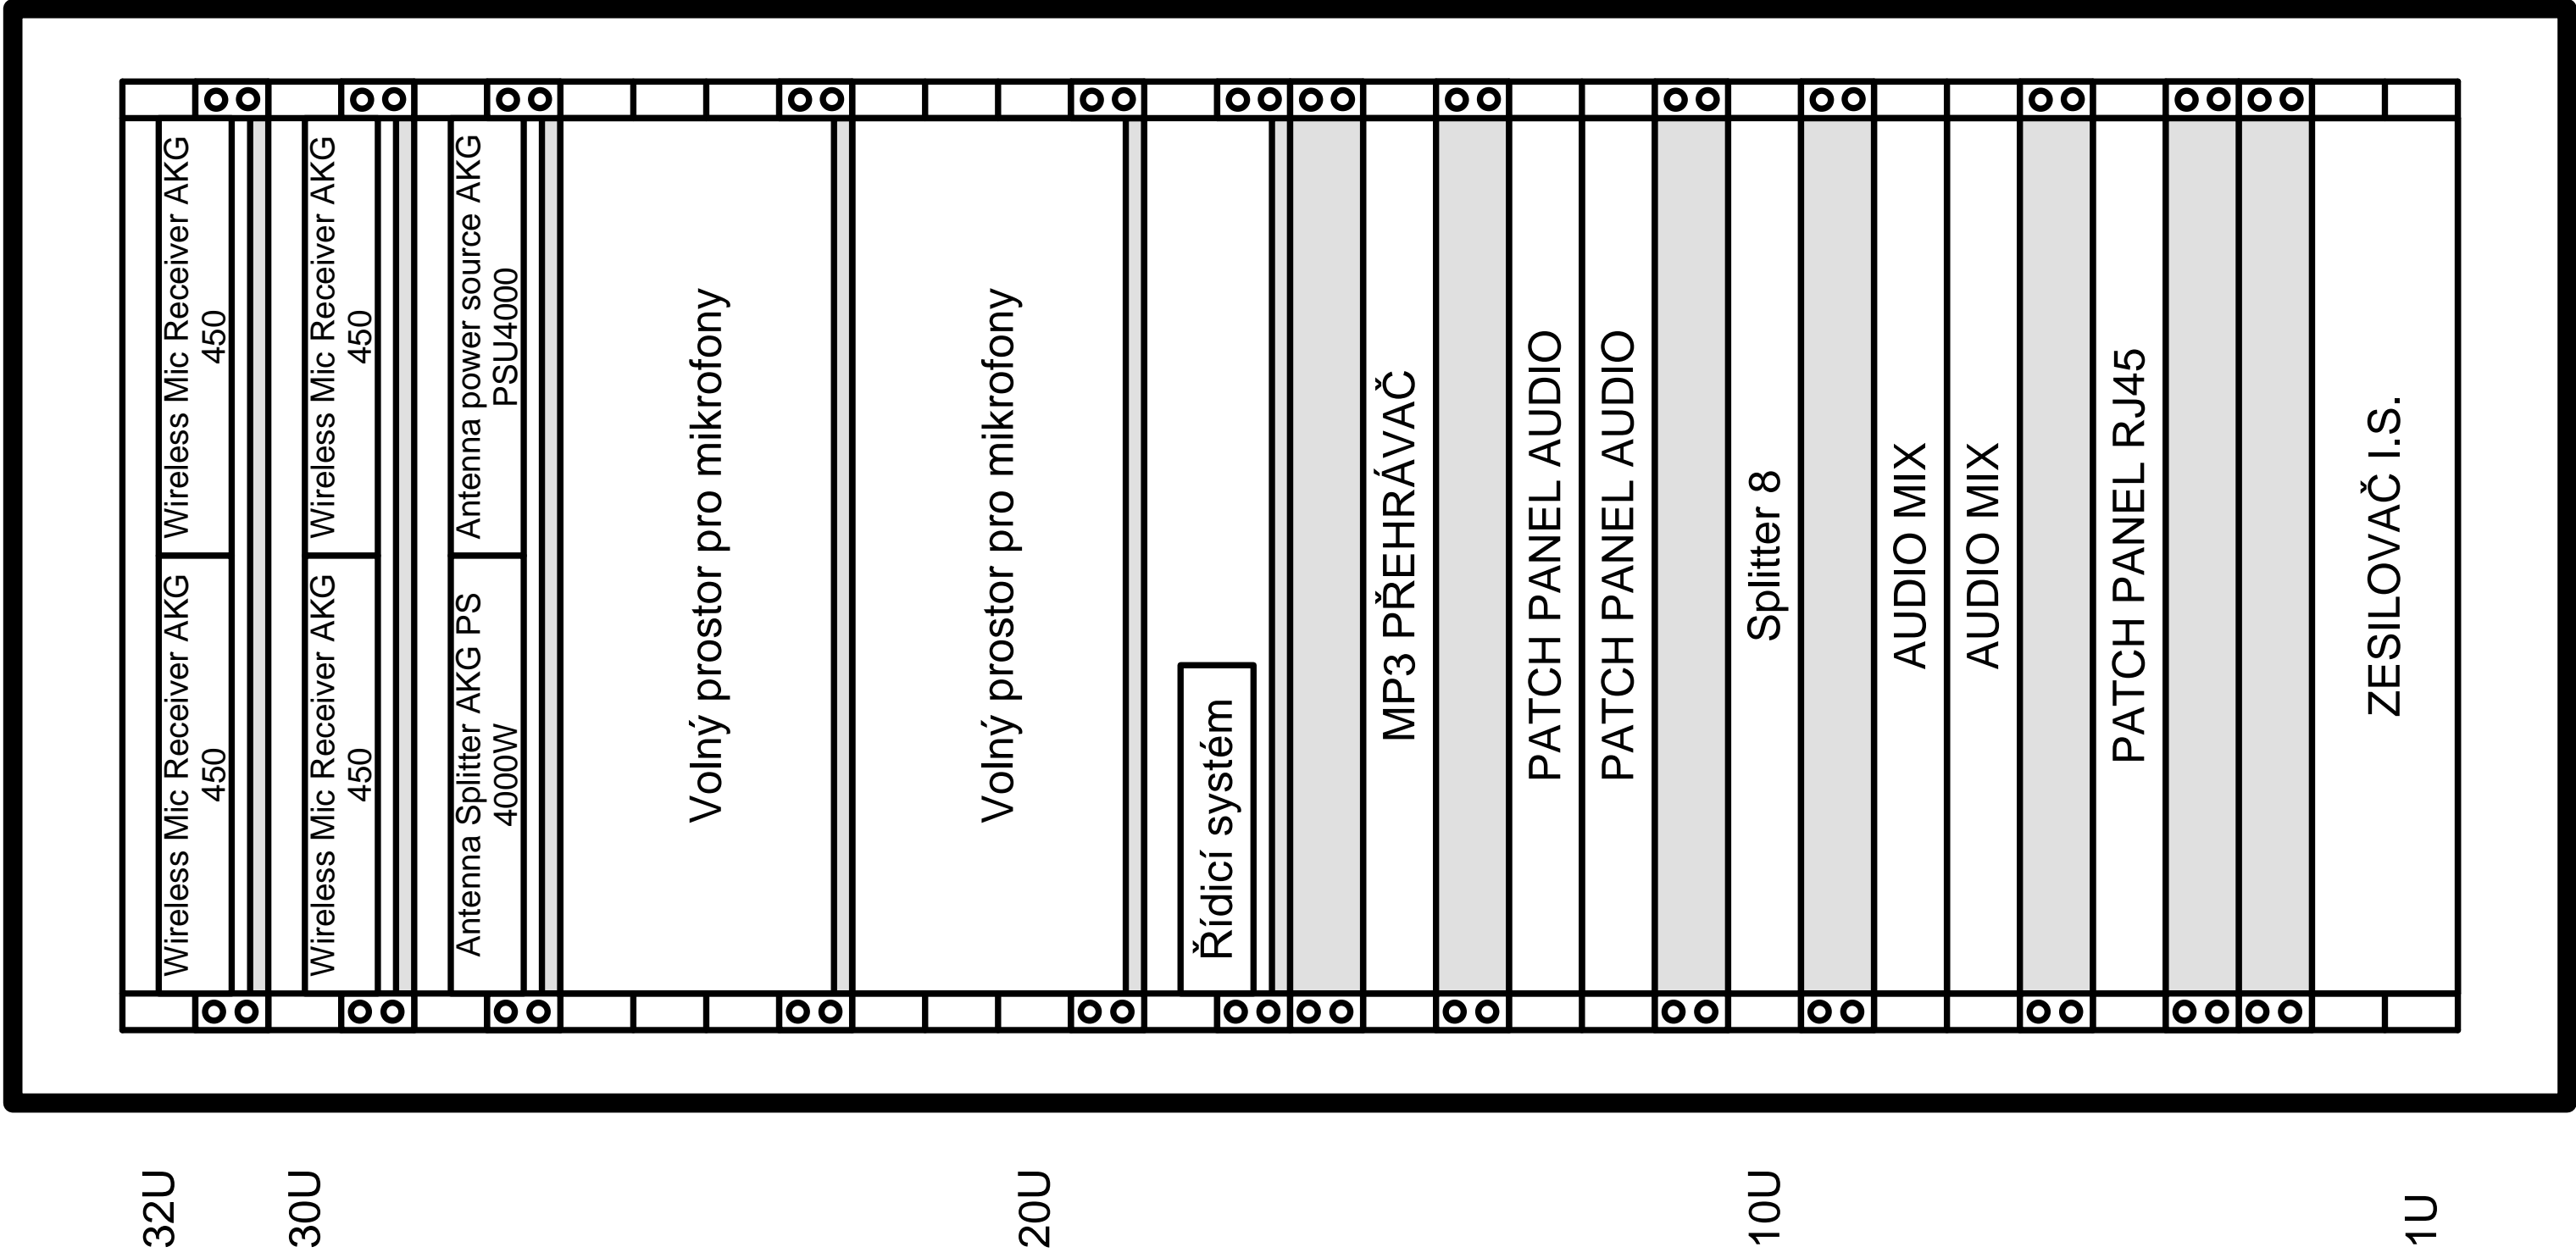 Wireless Mic Receiver AKG
450
Wireless Mic Receiver AKG
450
Wireless Mic Receiver AKG
450
Wireless Mic Receiver AKG
450
Antenna Splitter AKG PS
4000W
Antenna power source AKG
PSU4000
Volný prostor pro mikrofony
Volný prostor pro mikrofony
Řídicí systém
MP3 PŘEHRÁVAČ
PATCH PANEL AUDIO
PATCH PANEL AUDIO
Splitter 8
AUDIO MIX
AUDIO MIX
PATCH PANEL RJ45
ZESILOVAČ I.S.
32U
30U
20U
10U
1U